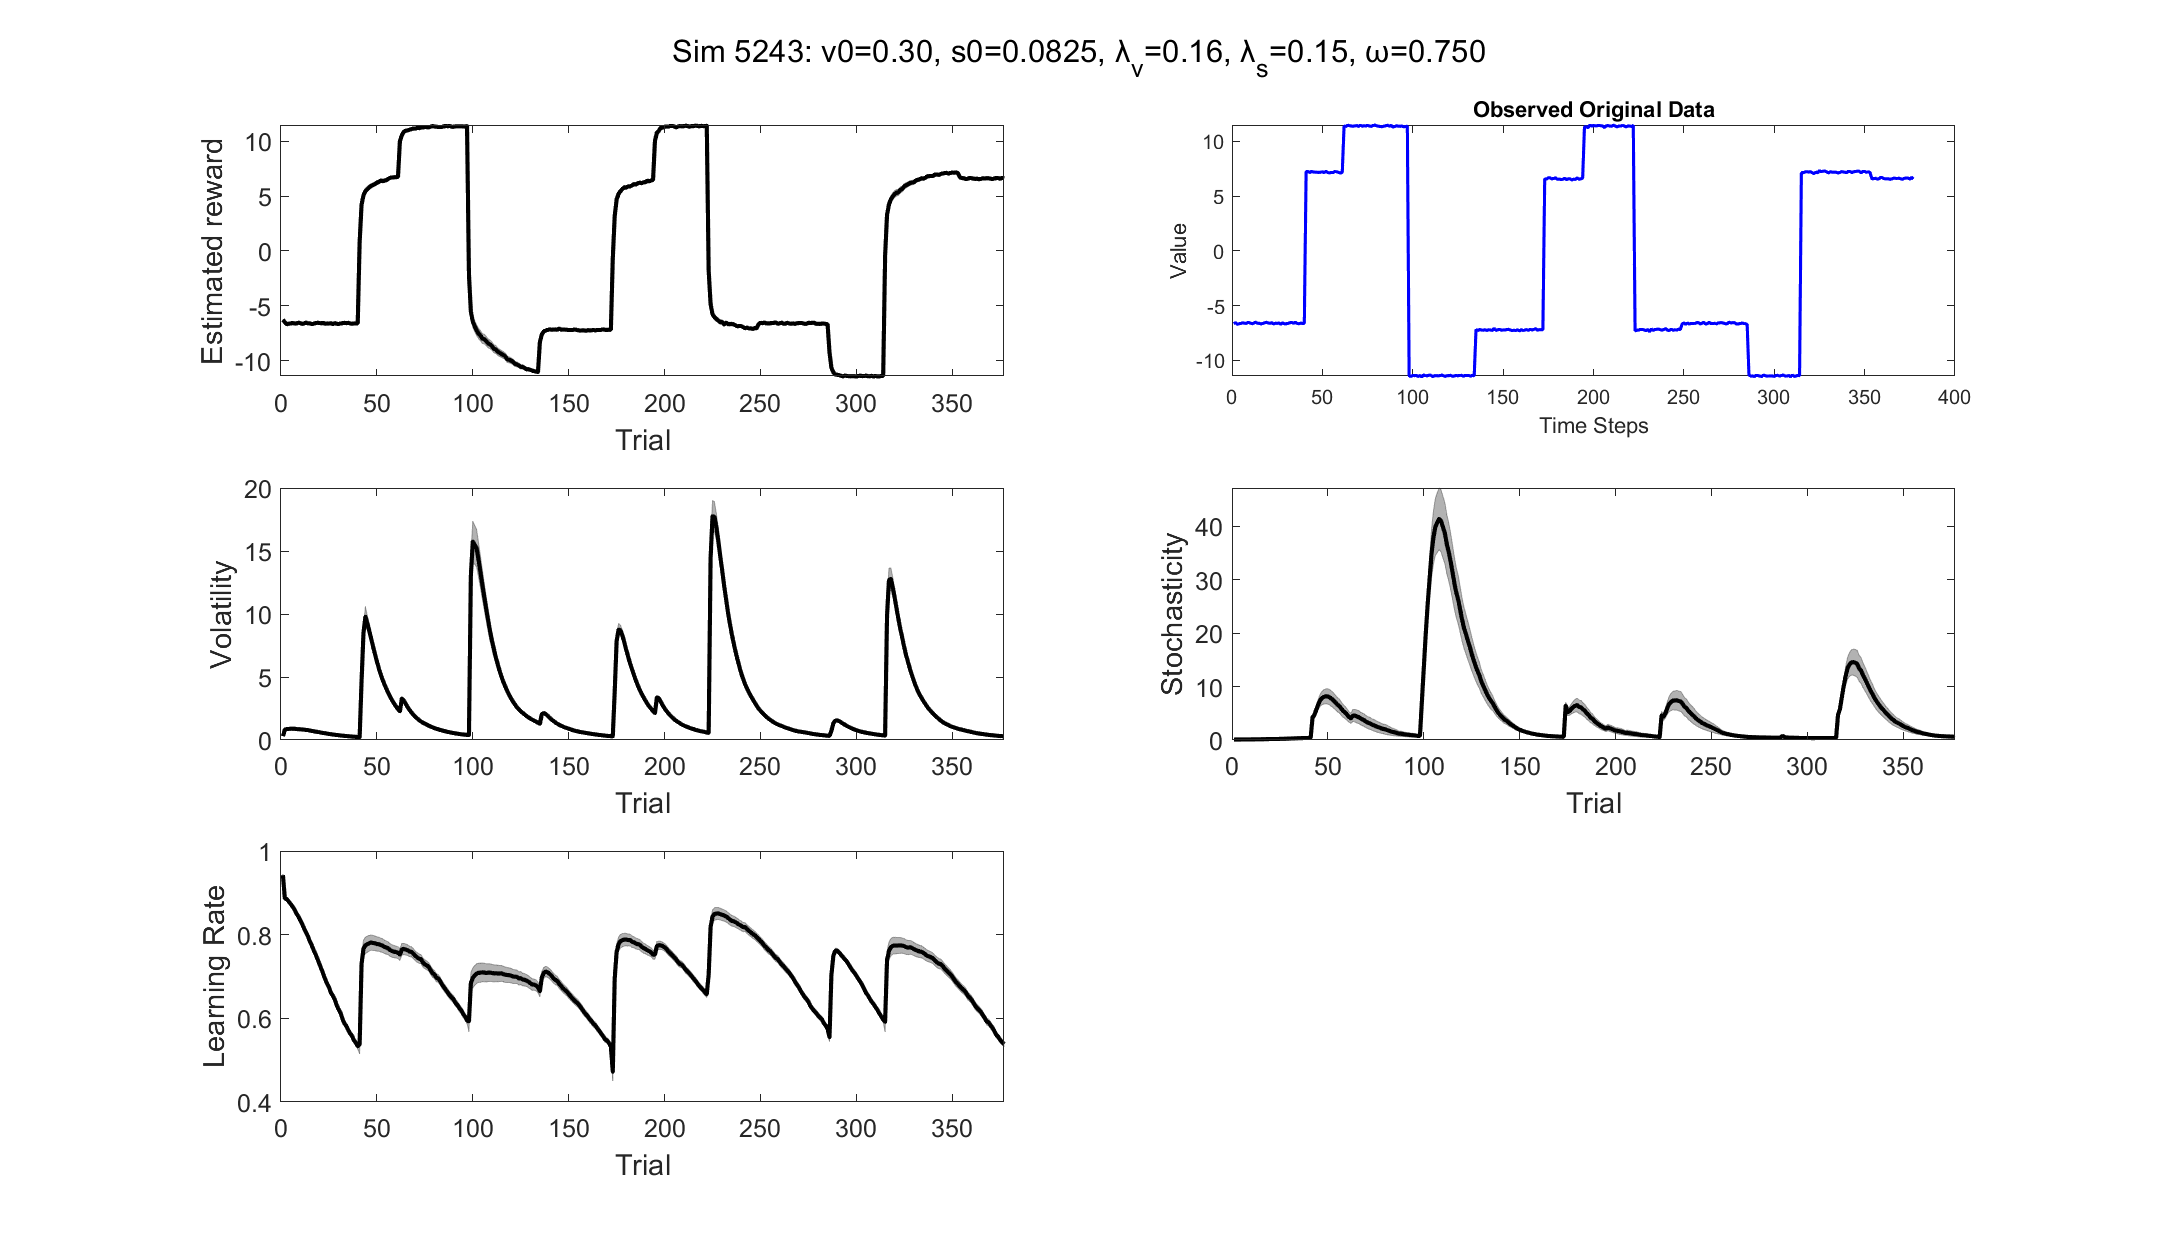 Sim 5243: v0=0.30, s0=0.0825, λv=0.16, λs=0.15, ω=0.750
10
5
0
-5
-10
Estimated reward
0 50 100 150 200 250 300 350
Trial
Observed Original Data
10
5
0
-5
-10
Value
0 50 100 150 200 250 300 350 400
Time Steps
20
15
10
5
0
Volatility
0 50 100 150 200 250 300 350
Trial
40
30
20
10
0
Stochasticity
0 50 100 150 200 250 300 350
Trial
1
0.8
0.6
0.4
Learning Rate
0 50 100 150 200 250 300 350
Trial